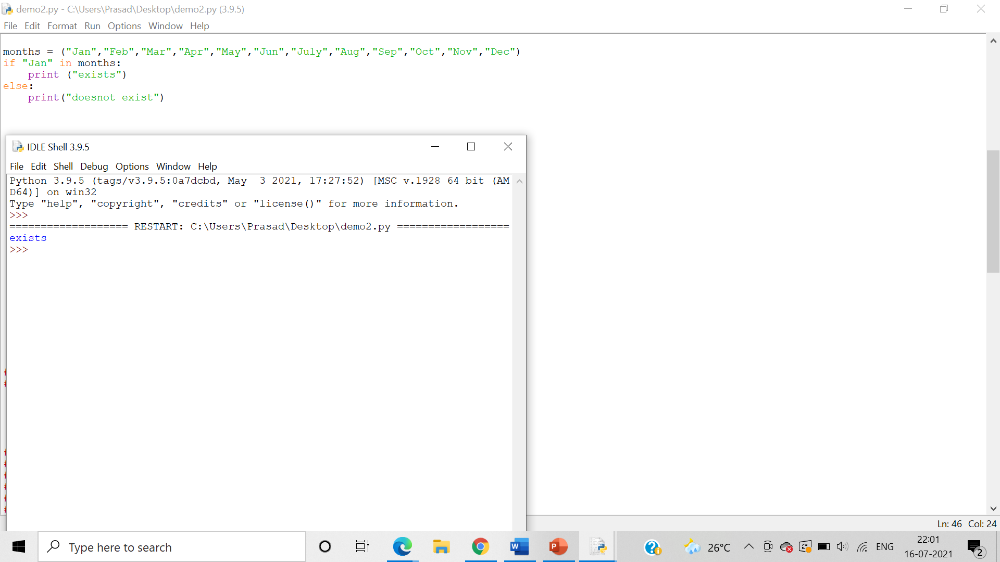 demo2.py - C:\Users\Prasad\Desktop\demo2.py (3.9.5)
File Edit Format Run Options Window Help
months = ("Jan","Feb","Mar","Apr","May","Jun","July","Aug","Sep","Oct","Nov","Dec")
if "Jan" in months:
    print ("exists")
else:
    print("doesnot exist")
IDLE Shell 3.9.5
File Edit Shell Debug Options Window Help
Python 3.9.5 (tags/v3.9.5:0a7dcbd, May  3 2021, 17:27:52) [MSC v.1928 64 bit (AM
D64)] on win32
Type "help", "copyright", "credits" or "license()" for more information.
>>>
=================== RESTART: C:\Users\Prasad\Desktop\demo2.py ==================
exists
>>>
#
#
#
#
#
#
#
#
Ln: 46 Col: 24
Type here to search
W
P
26°C
ENG
22:01
16-07-2021
2